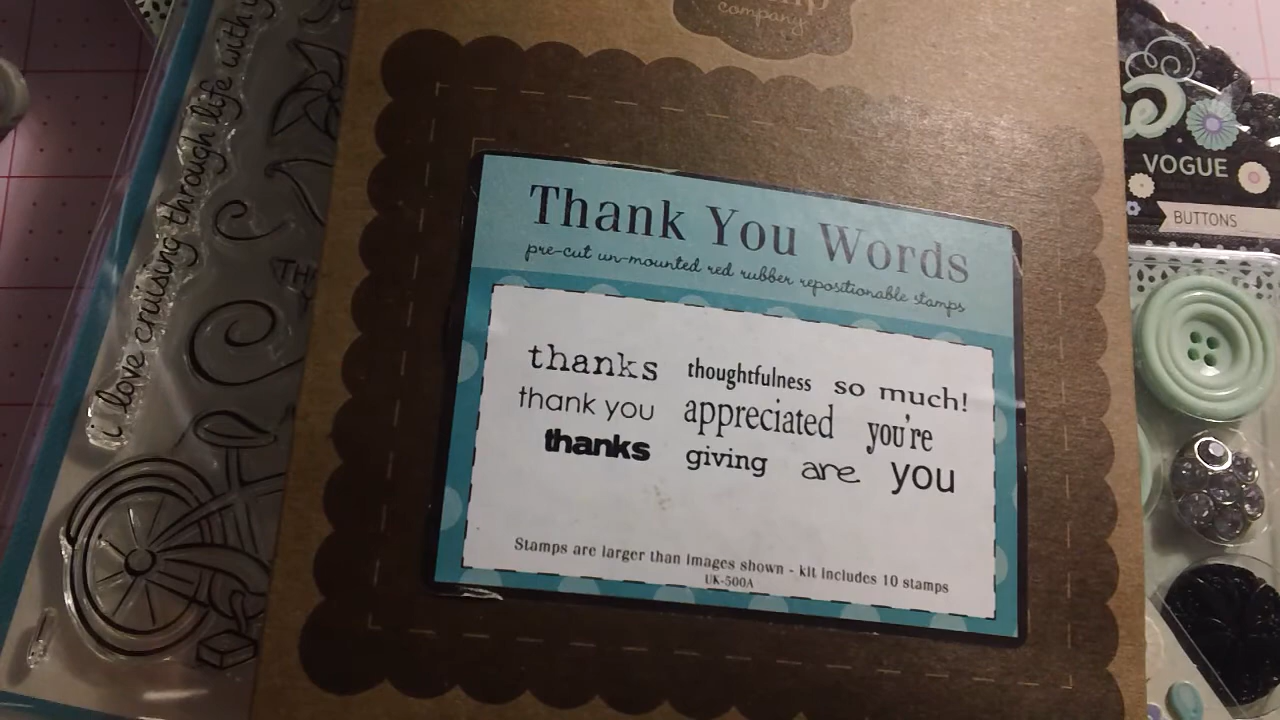 company
i love cruising through life with
VOGUE
BUTTONS
Thank You Words
pre-cut un-mounted red rubber repositionable stamps
thanks thoughtfulness so much!
thank you appreciated you're
thanks giving are you
Stamps are larger than images shown - kit includes 10 stamps
UK-500A